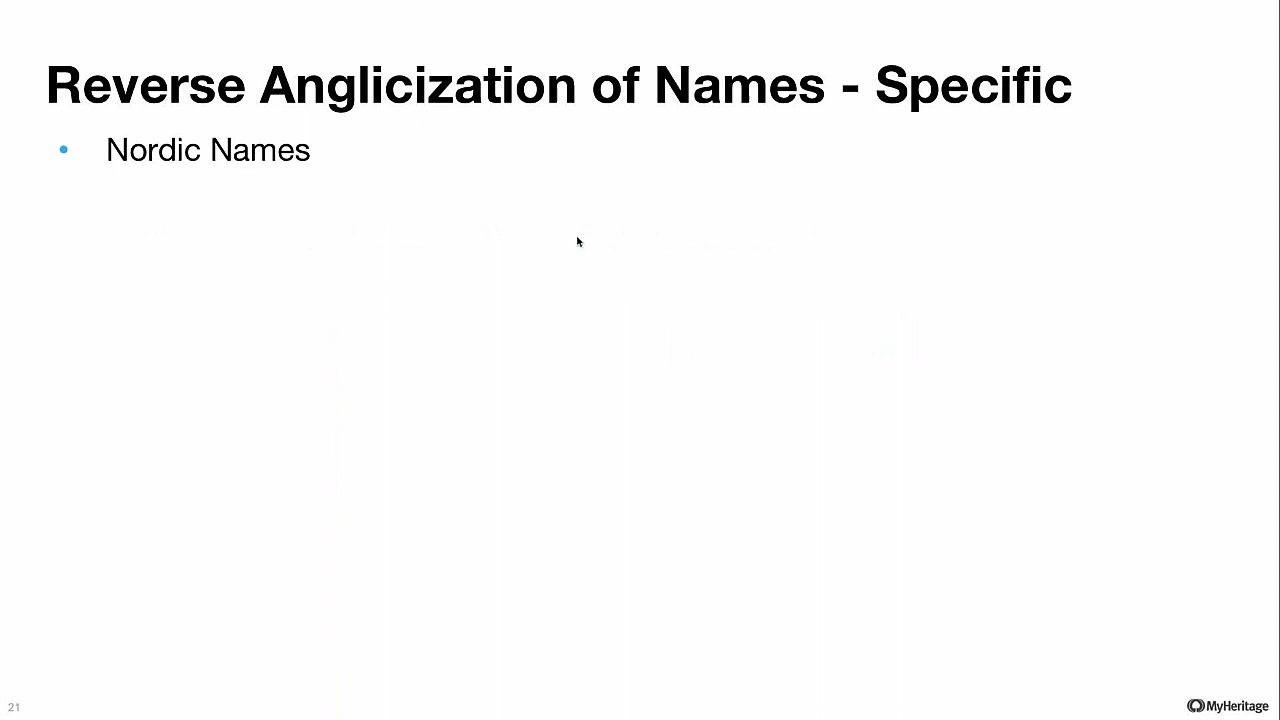 Reverse Anglicization of Names - Specific
• Nordic Names
21
MyHeritage